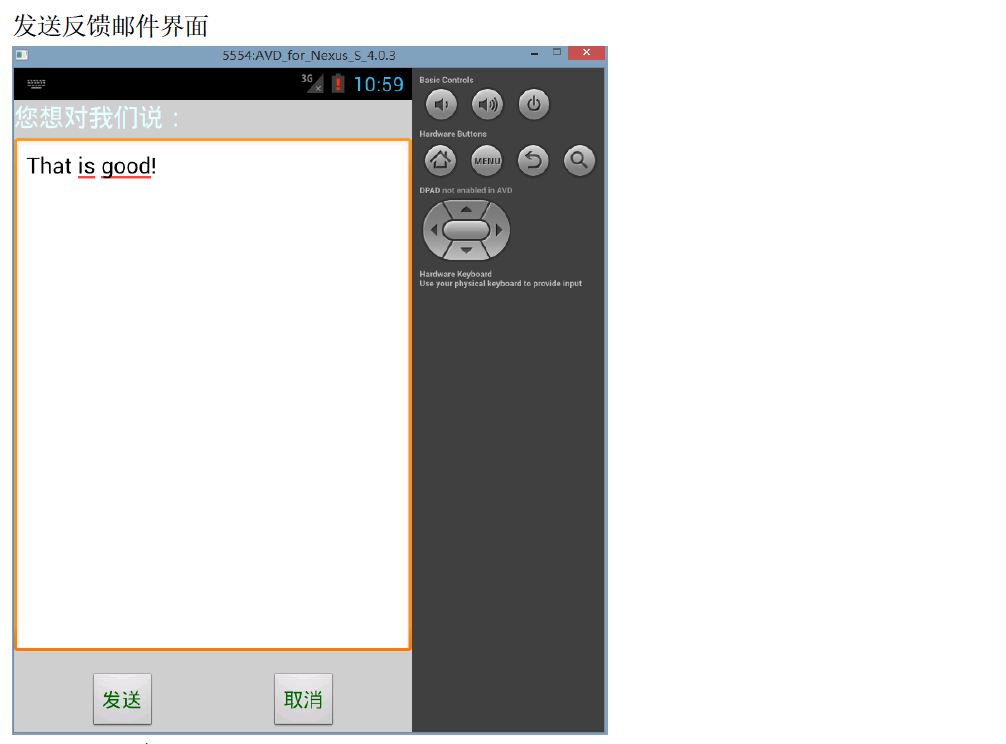 发送反馈邮件界面
5554:AVD_for_Nexus_S_4.0.3
3G 10:59
您想对我们说：
That is good!
发送 取消
Basic Controls
Hardware Buttons
MENU
DPAD not enabled in AVD
Hardware Keyboard
Use your physical keyboard to provide input